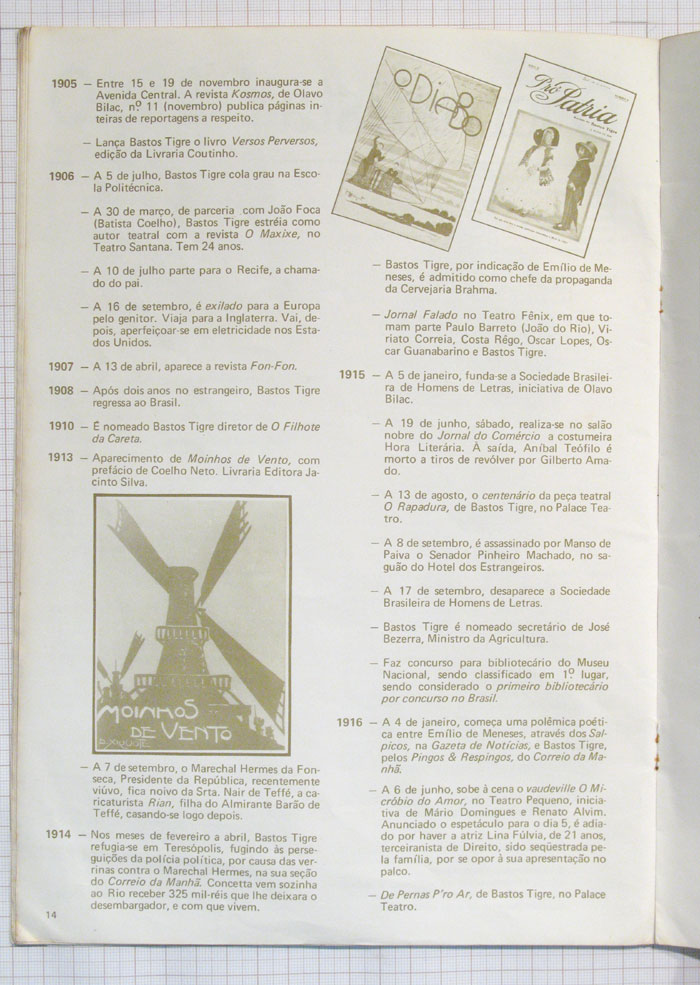 1905 — Entre 15 e 19 de novembro inaugura-se a
Avenida Central. A revista Kosmos, de Olavo
Bilac, nº 11 (novembro) publica páginas in-
teiras de reportagens a respeito.
— Lança Bastos Tigre o livro Versos Perversos,
edição da Livraria Coutinho.
1906 — A 5 de julho, Bastos Tigre cola grau na Esco-
la Politécnica.
— A 30 de março, de parceria com João Foca
(Batista Coelho), Bastos Tigre estréia como
autor teatral com a revista O Maxixe, no
Teatro Santana. Tem 24 anos.
— A 10 de julho parte para o Recife, a chama-
do do pai.
— A 16 de setembro, é exilado para a Europa
pelo genitor. Viaja para a Inglaterra. Vai, de-
pois, aperfeiçoar-se em eletricidade nos Esta-
dos Unidos.
1907 — A 13 de abril, aparece a revista Fon-Fon.
1908 — Após dois anos no estrangeiro, Bastos Tigre
regressa ao Brasil.
1910 — É nomeado Bastos Tigre diretor de O Filhote
da Careta.
1913 — Aparecimento de Moinhos de Vento, com
prefácio de Coelho Neto. Livraria Editora Ja-
cinto Silva.
MOINHOS
DE VENTO
— A 7 de setembro, o Marechal Hermes da Fon-
seca, Presidente da República, recentemente
viúvo, fica noivo da Srta. Nair de Teffé, a ca-
ricaturista Rian, filha do Almirante Barão de
Teffé, casando-se logo depois.
1914 — Nos meses de fevereiro a abril, Bastos Tigre
refugia-se em Teresópolis, fugindo às perse-
guições da polícia política, por causa das ver-
rinas contra o Marechal Hermes, na sua seção
do Correio da Manhã. Concetta vem sozinha
ao Rio receber 325 mil-réis que lhe deixara o
desembargador, e com que vivem.
14
O DIABO
Pró Patria
— Bastos Tigre, por indicação de Emílio de Me-
neses, é admitido como chefe da propaganda
da Cervejaria Brahma.
— Jornal Falado no Teatro Fênix, em que to-
mam parte Paulo Barreto (João do Rio), Vi-
riato Correia, Costa Rêgo, Oscar Lopes, Os-
car Guanabarino e Bastos Tigre.
1915 — A 5 de janeiro, funda-se a Sociedade Brasilei-
ra de Homens de Letras, iniciativa de Olavo
Bilac.
— A 19 de junho, sábado, realiza-se no salão
nobre do Jornal do Comércio a costumeira
Hora Literária. À saída, Aníbal Teófilo é
morto a tiros de revólver por Gilberto Ama-
do.
— A 13 de agosto, o centenário da peça teatral
O Rapadura, de Bastos Tigre, no Palace Tea-
tro.
— A 8 de setembro, é assassinado por Manso de
Paiva o Senador Pinheiro Machado, no sa-
guão do Hotel dos Estrangeiros.
— A 17 de setembro, desaparece a Sociedade
Brasileira de Homens de Letras.
— Bastos Tigre é nomeado secretário de José
Bezerra, Ministro da Agricultura.
— Faz concurso para bibliotecário do Museu
Nacional, sendo classificado em 1º lugar,
sendo considerado o primeiro bibliotecário
por concurso no Brasil.
1916 — A 4 de janeiro, começa uma polêmica poéti-
ca entre Emílio de Meneses, através dos Sal-
picos, na Gazeta de Notícias, e Bastos Tigre,
pelos Pingos & Respingos, do Correio da Ma-
nhã.
— A 6 de junho, sobe à cena o vaudeville O Mi-
cróbio do Amor, no Teatro Pequeno, inicia-
tiva de Mário Domingues e Renato Alvim.
Anunciado o espetáculo para o dia 5, é adia-
do por haver a atriz Lina Fúlvia, de 21 anos,
terceiranista de Direito, sido seqüestrada pe-
la família, por se opor à sua apresentação no
palco.
— De Pernas P'ro Ar, de Bastos Tigre, no Palace
Teatro.